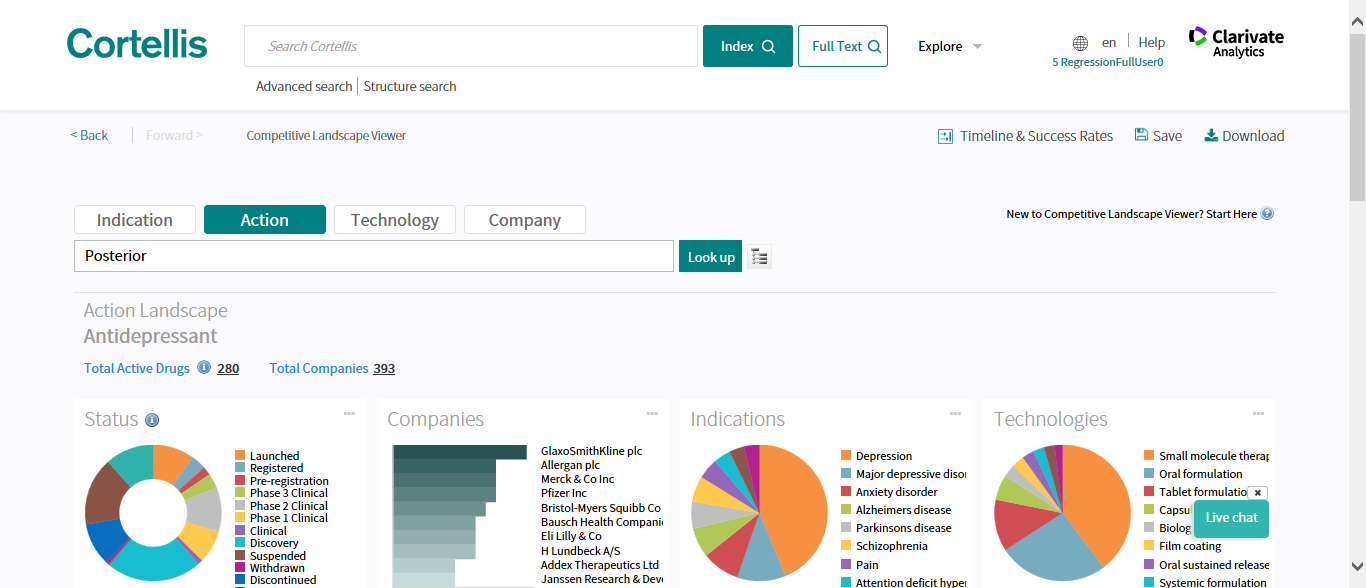 Cortellis
Search Cortellis
Index
Full Text
Explore
en
Help
5 RegressionFullUser0
Clarivate
Analytics
Advanced search
Structure search
< Back
Forward >
Competitive Landscape Viewer
Timeline & Success Rates
Save
Download
Indication
Action
Technology
Company
New to Competitive Landscape Viewer? Start Here
Posterior
Look up
Action Landscape
Antidepressant
Total Active Drugs 280
Total Companies 393
Status
Launched
Registered
Pre-registration
Phase 3 Clinical
Phase 2 Clinical
Phase 1 Clinical
Clinical
Discovery
Suspended
Withdrawn
Discontinued
Companies
GlaxoSmithKline plc
Allergan plc
Merck & Co Inc
Pfizer Inc
Bristol-Myers Squibb Co
Bausch Health Compani
Eli Lilly & Co
H Lundbeck A/S
Addex Therapeutics Ltd
Janssen Research & Deve
Indications
Depression
Major depressive disor
Anxiety disorder
Alzheimers disease
Parkinsons disease
Schizophrenia
Pain
Attention deficit hyper
Technologies
Small molecule therap
Oral formulation
Tablet formulatio
Capsu
Biolog
Film coating
Oral sustained release
Systemic formulation
Live chat